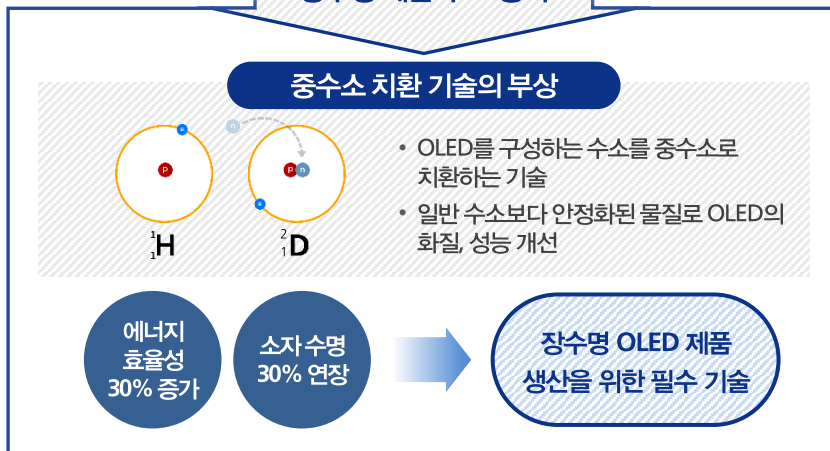 중수소 치환 기술의 부상
e
n
p
p n
e
¹₁H
²₁D
• OLED를 구성하는 수소를 중수소로
치환하는 기술
• 일반 수소보다 안정화된 물질로 OLED의
화질, 성능 개선
에너지
효율성
30% 증가
소자 수명
30% 연장
장수명 OLED 제품
생산을 위한 필수 기술